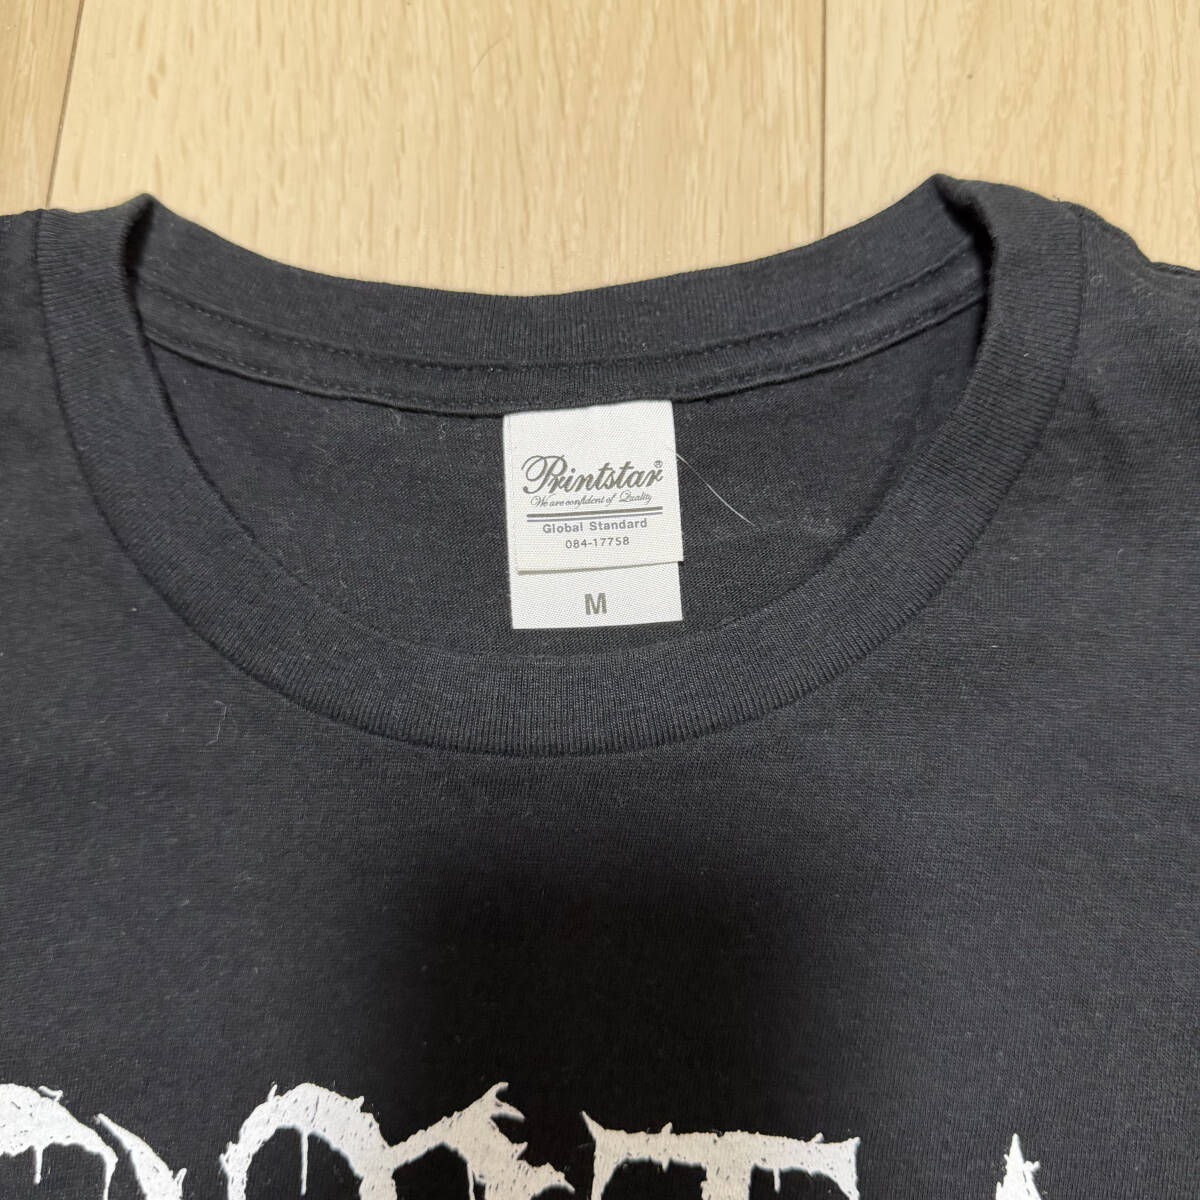 Printstar®
We are confident of Quality
Global Standard
084-17758
M